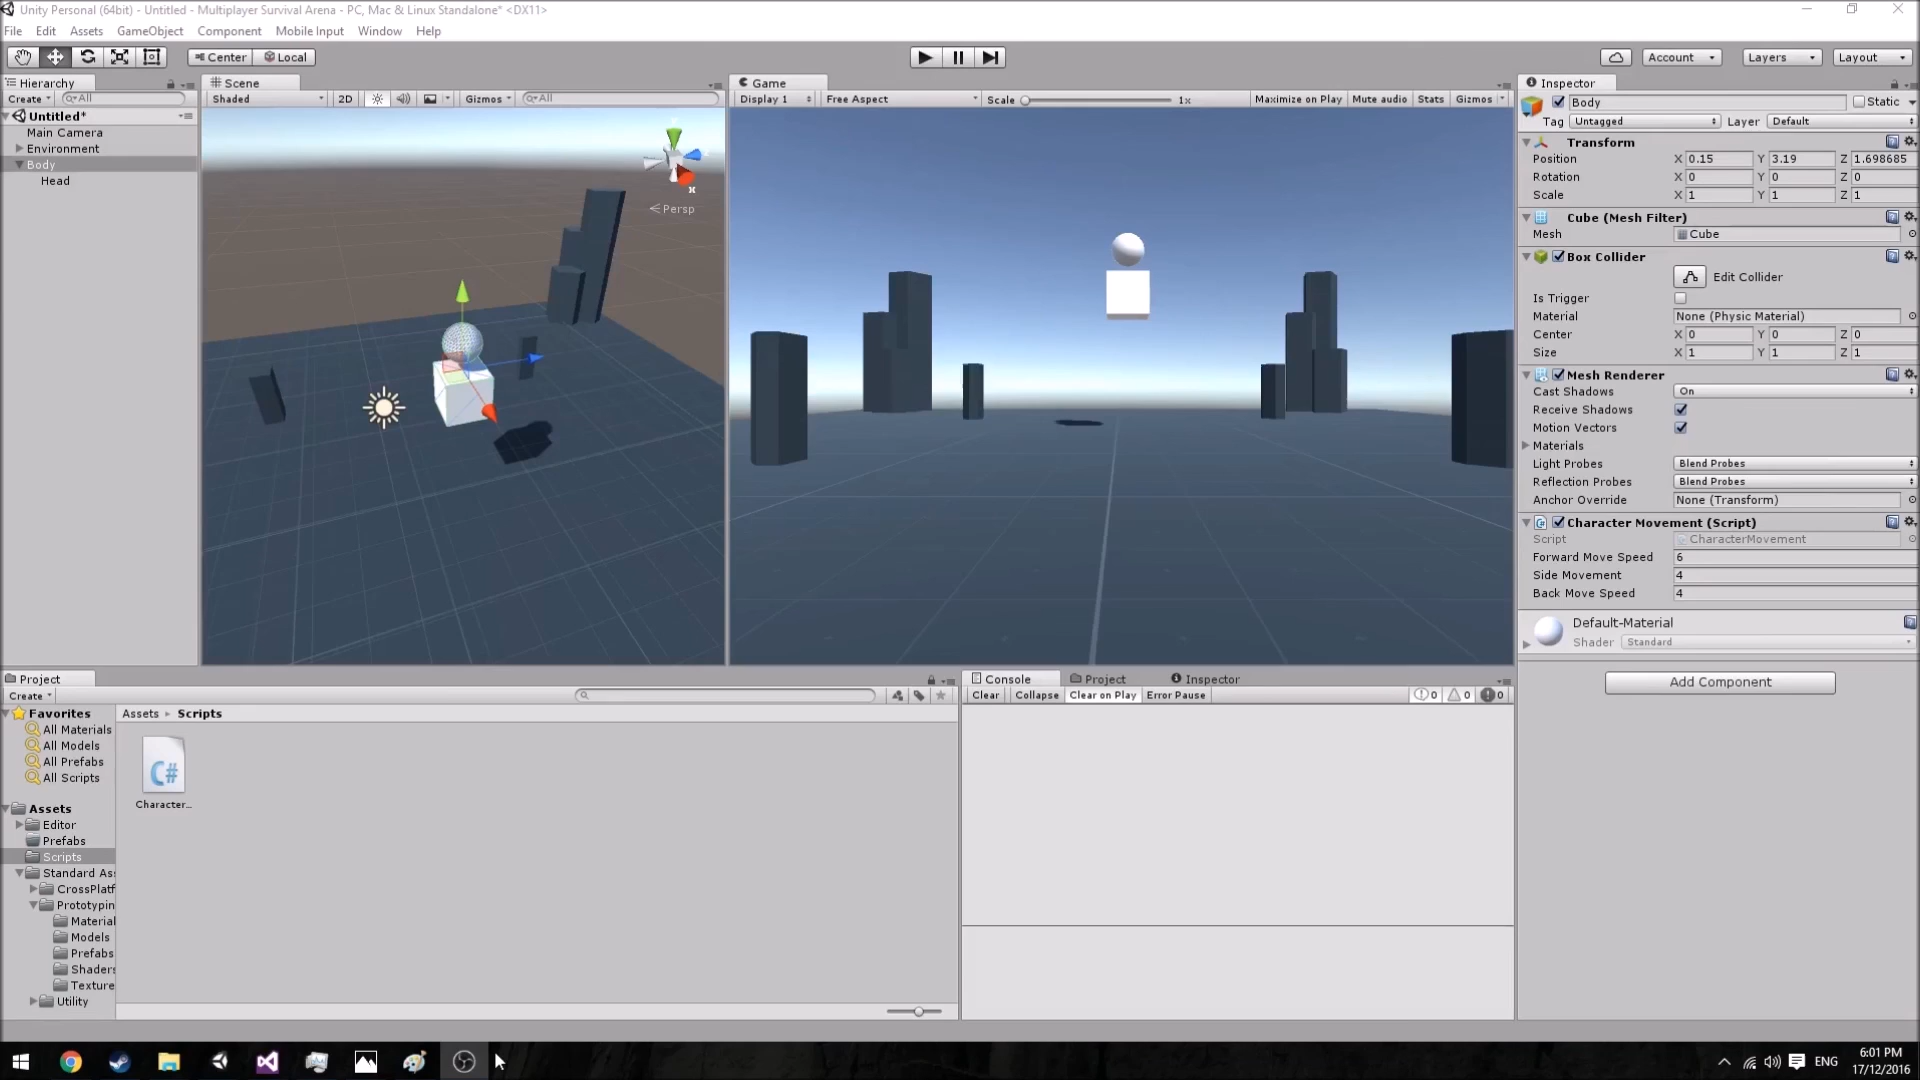 Unity Personal (64bit) - Untitled - Multiplayer Survival Arena - PC, Mac & Linux Standalone* <DX11>
File Edit Assets GameObject Component Mobile Input Window Help
Center Local
Account Layers Layout
Hierarchy
Create All
Untitled*
Main Camera
Environment
Body
Head
Scene
Shaded 2D Gizmos All
x
Persp
Game
Display 1 Free Aspect Scale 1x Maximize on Play Mute audio Stats Gizmos
Inspector
Body Static
Tag Untagged Layer Default
Transform
Position X 0.15 Y 3.19 Z 1.698685
Rotation X 0 Y 0 Z 0
Scale X 1 Y 1 Z 1
Cube (Mesh Filter)
Mesh Cube
Box Collider
Edit Collider
Is Trigger
Material None (Physic Material)
Center X 0 Y 0 Z 0
Size X 1 Y 1 Z 1
Mesh Renderer
Cast Shadows On
Receive Shadows
Motion Vectors
Materials
Light Probes Blend Probes
Reflection Probes Blend Probes
Anchor Override None (Transform)
Character Movement (Script)
Script CharacterMovement
Forward Move Speed 6
Side Movement 4
Back Move Speed 4
Default-Material
Shader Standard
Add Component
Project
Create
Favorites
All Materials
All Models
All Prefabs
All Scripts
Assets
Editor
Prefabs
Scripts
Standard Ass
CrossPlatf
Prototypin
Material
Models
Prefabs
Shaders
Texture
Utility
Assets Scripts
C#
Character...
Console Project Inspector
Clear Collapse Clear on Play Error Pause 0 0 0
ENG
6:01 PM
17/12/2016